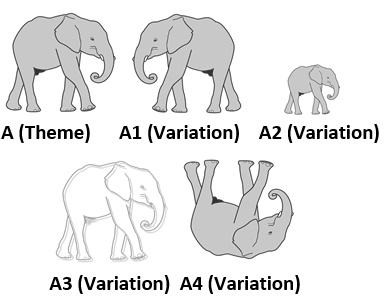 A (Theme) A1 (Variation) A2 (Variation)
A3 (Variation) A4 (Variation)